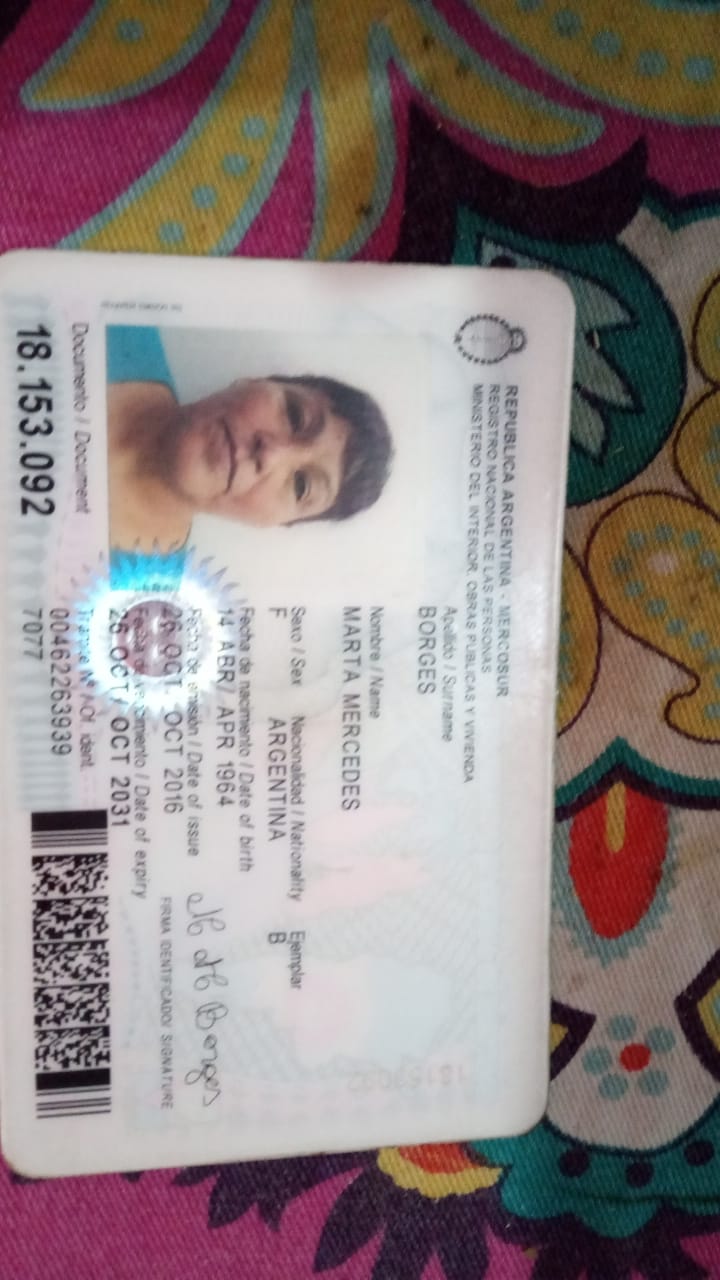 REPUBLICA ARGENTINA - MERCOSUR
REGISTRO NACIONAL DE LAS PERSONAS
MINISTERIO DEL INTERIOR, OBRAS PUBLICAS Y VIVIENDA
Apellido / Surname
BORGES
Nombre / Name
MARTA MERCEDES
Sexo / Sex Nacionalidad / Nationality Ejemplar
F ARGENTINA B
Fecha de nacimiento / Date of birth
14 ABR/ APR 1964
Fecha de emisión / Date of issue
26 OCT/ OCT 2016
FIRMA IDENTIFICADO/ SIGNATURE
Fecha de vencimiento / Date of expiry
26 OCT/ OCT 2031
Documento / Document
18.153.092
Trámite Nº / Of. ident.
00462263939
7077
Borges